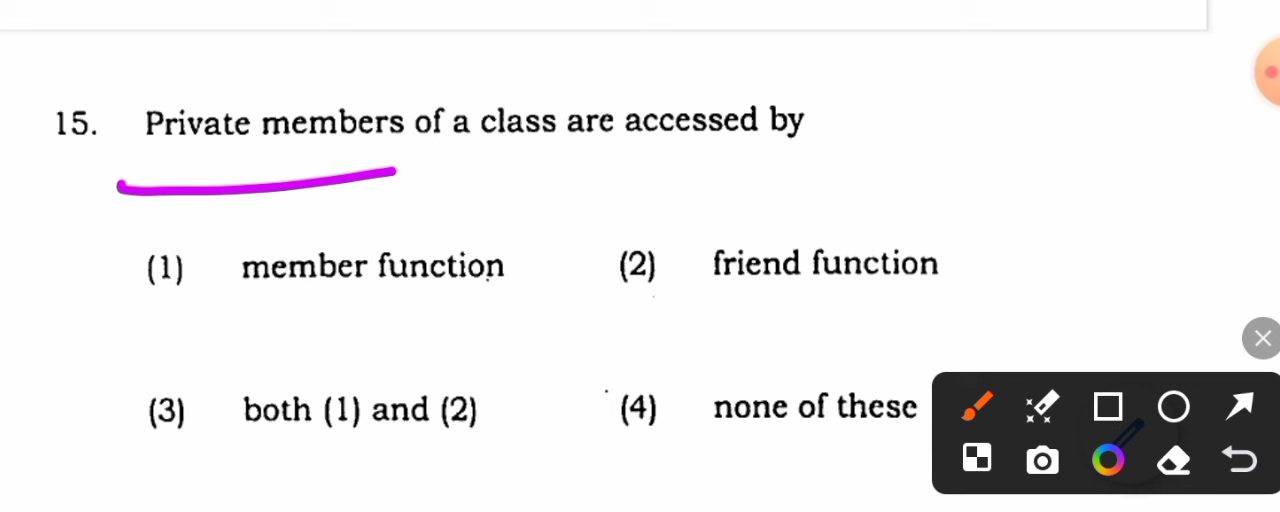 15. Private members of a class are accessed by
(1) member function (2) friend function
(3) both (1) and (2) (4) none of these